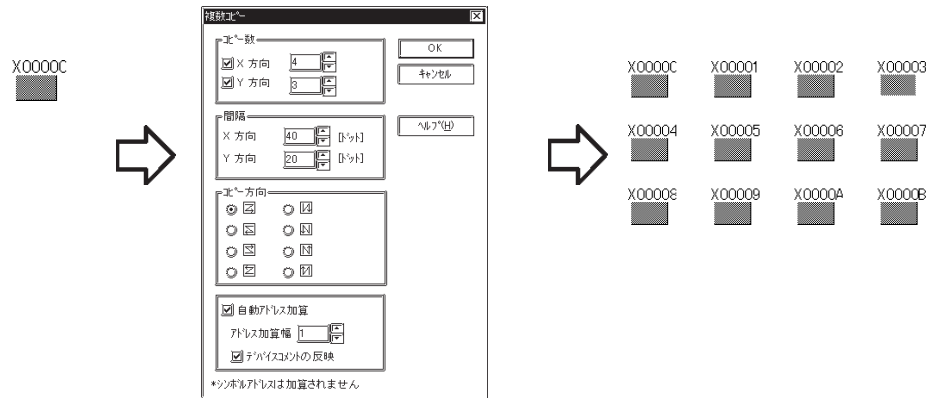 X0000C
複数ｺﾋﾟｰ
ｺﾋﾟｰ数
X 方向 4
Y 方向 3
OK
ｷｬﾝｾﾙ
ﾍﾙﾌﾟ(H)
間隔
X 方向 40 [ﾄﾞｯﾄ]
Y 方向 20 [ﾄﾞｯﾄ]
ｺﾋﾟｰ方向
自動ｱﾄﾞﾚｽ加算
ｱﾄﾞﾚｽ加算幅 1
ﾃﾞﾊﾞｲｽｺﾒﾝﾄの反映
*ｼﾝﾎﾞﾙｱﾄﾞﾚｽは加算されません
X0000C X00001 X00002 X00003
X00004 X00005 X00006 X00007
X00008 X00009 X0000A X0000B